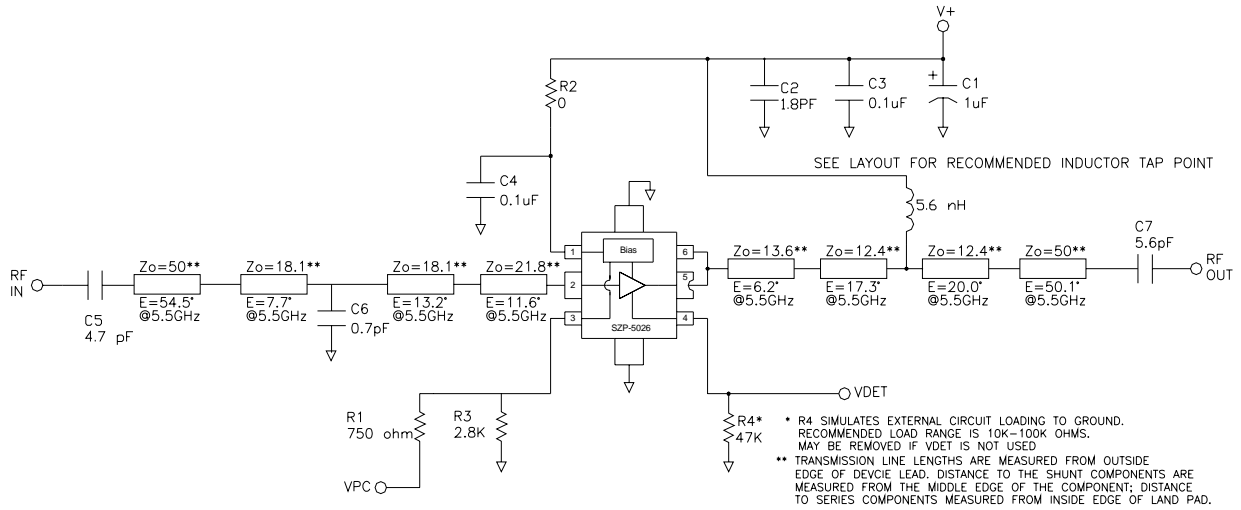 V+
R2
0
C2
1.8PF
C3
0.1uF
+
C1
1uF
SEE LAYOUT FOR RECOMMENDED INDUCTOR TAP POINT
C4
0.1uF
5.6 nH
C7
5.6pF
RF
IN
C5
4.7 pF
Zo=50**
E=54.5°
@5.5GHz
Zo=18.1**
E=7.7°
@5.5GHz
C6
0.7pF
Zo=18.1**
E=13.2°
@5.5GHz
Zo=21.8**
E=11.6°
@5.5GHz
Bias
1
2
3
6
5
4
SZP-5026
Zo=13.6**
E=6.2°
@5.5GHz
Zo=12.4**
E=17.3°
@5.5GHz
Zo=12.4**
E=20.0°
@5.5GHz
Zo=50**
E=50.1°
@5.5GHz
RF
OUT
R1
750 ohm
R3
2.8K
VPC
VDET
R4*
47K
* R4 SIMULATES EXTERNAL CIRCUIT LOADING TO GROUND.
RECOMMENDED LOAD RANGE IS 10K-100K OHMS.
MAY BE REMOVED IF VDET IS NOT USED
** TRANSMISSION LINE LENGTHS ARE MEASURED FROM OUTSIDE
EDGE OF DEVCIE LEAD. DISTANCE TO THE SHUNT COMPONENTS ARE
MEASURED FROM THE MIDDLE EDGE OF THE COMPONENT; DISTANCE
TO SERIES COMPONENTS MEASURED FROM INSIDE EDGE OF LAND PAD.